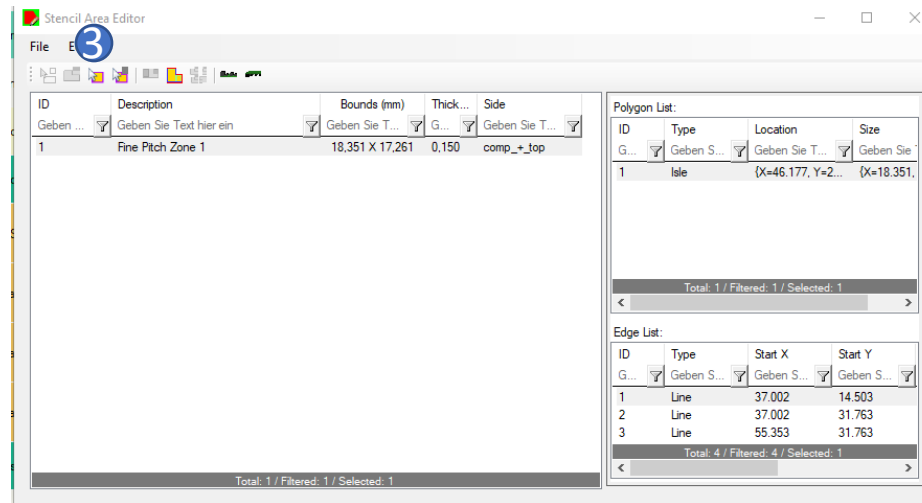 Stencil Area Editor
File E
3
ID Description Bounds (mm) Thick... Side
Geben ... Geben Sie Text hier ein Geben Sie T... G... Geben Sie T...
1 Fine Pitch Zone 1 18,351 X 17,261 0,150 comp_+_top
Total: 1 / Filtered: 1 / Selected: 1
Polygon List:
ID Type Location Size
G... Geben S... Geben Sie T... Geben Sie
1 Isle {X=46.177, Y=2... {X=18.351,
Total: 1 / Filtered: 1 / Selected: 1
Edge List:
ID Type Start X Start Y
G... Geben S... Geben S... Geben S...
1 Line 37.002 14.503
2 Line 37.002 31.763
3 Line 55.353 31.763
Total: 4 / Filtered: 4 / Selected: 1